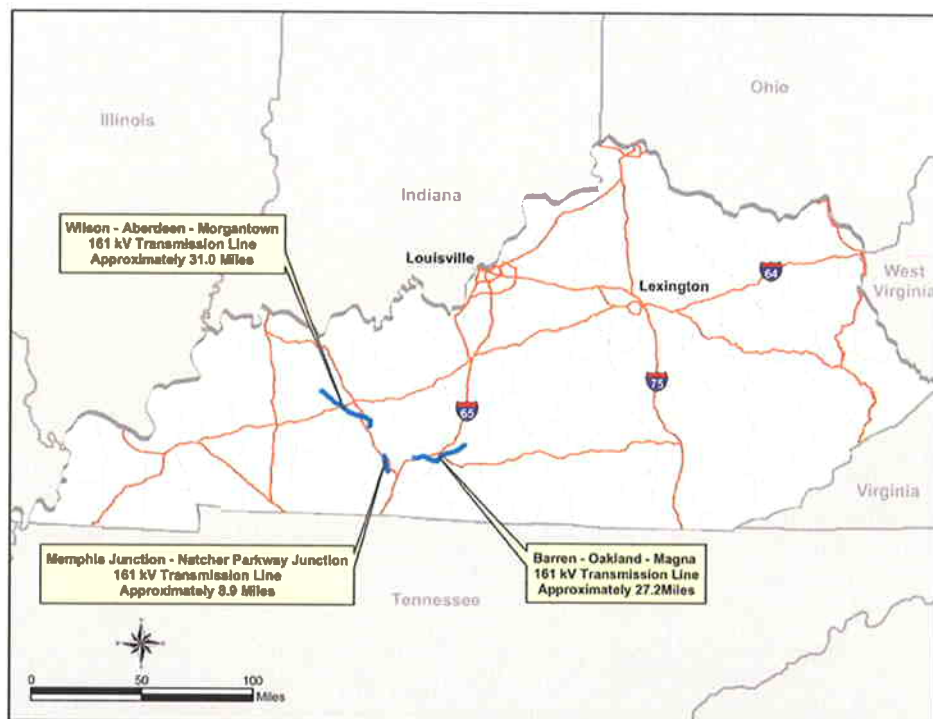 Ohio
Illinois
Indiana
Wilson - Aberdeen - Morgantown
161 kV Transmission Line
Approximately 31.0 Miles
Louisville
64
West
Virginia
Lexington
75
65
Virginia
Memphis Junction - Natcher Parkway Junction
161 kV Transmission Line
Approximately 8.9 Miles
Barren - Oakland - Magna
161 kV Transmission Line
Approximately 27.2Miles
Tennessee
0 50 100
Miles